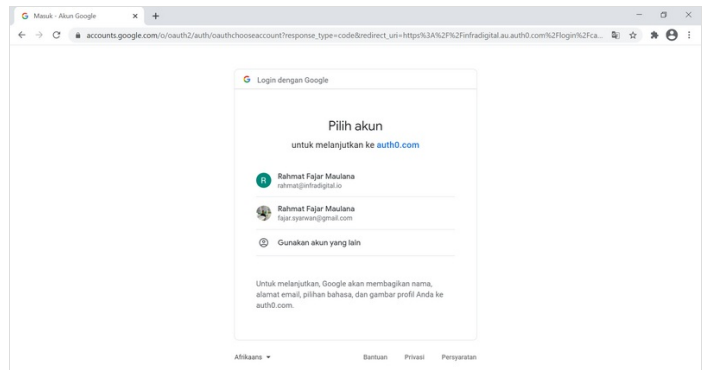 Masuk - Akun Google
accounts.google.com/o/oauth2/auth/oauthchooseaccount?response_type=code&redirect_uri=https%3A%2F%2Finfradigital.au.auth0.com%2Flogin%2Fca...
G Login dengan Google
Pilih akun
untuk melanjutkan ke auth0.com
R
Rahmat Fajar Maulana
rahmat@infradigital.io
Rahmat Fajar Maulana
fajar.syarwan@gmail.com
Gunakan akun yang lain
Untuk melanjutkan, Google akan membagikan nama,
alamat email, pilihan bahasa, dan gambar profil Anda ke
auth0.com.
Afrikaans Bantuan Privasi Persyaratan